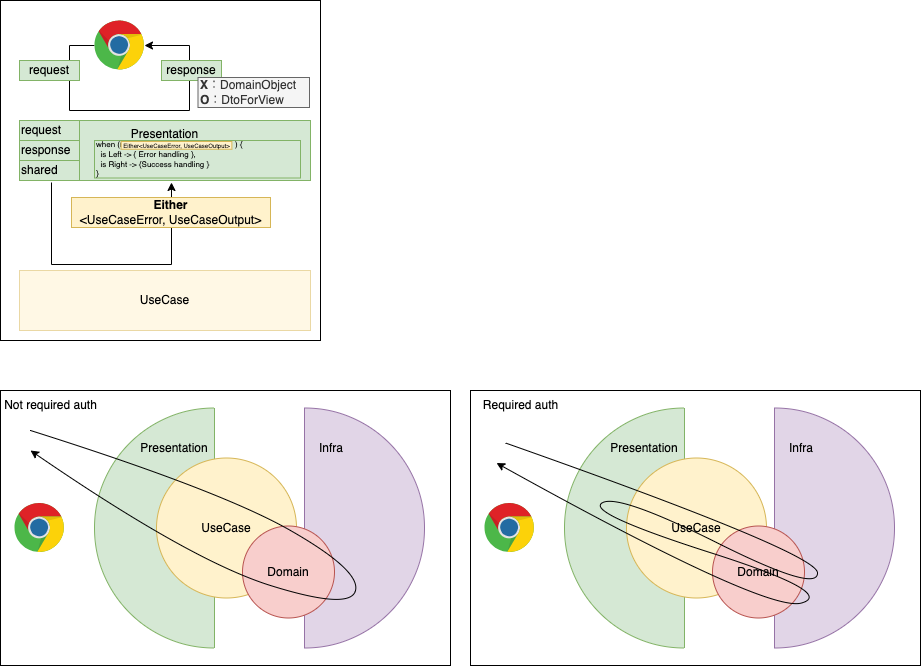 request
response
X：DomainObject
O：DtoForView
request
response
shared
Presentation
when ( Either<UseCaseError, UseCaseOutput> ) {
is Left -> { Error handling },
is Right -> {Success handling }
}
Either
<UseCaseError, UseCaseOutput>
UseCase
Not required auth
Presentation
Infra
UseCase
Domain
Required auth
Presentation
Infra
UseCase
Domain